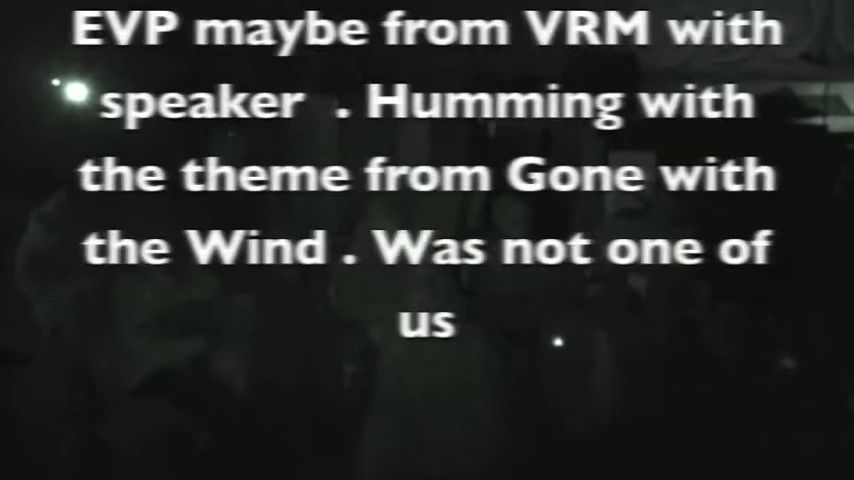 EVP maybe from VRM with
speaker . Humming with
the theme from Gone with
the Wind . Was not one of
us